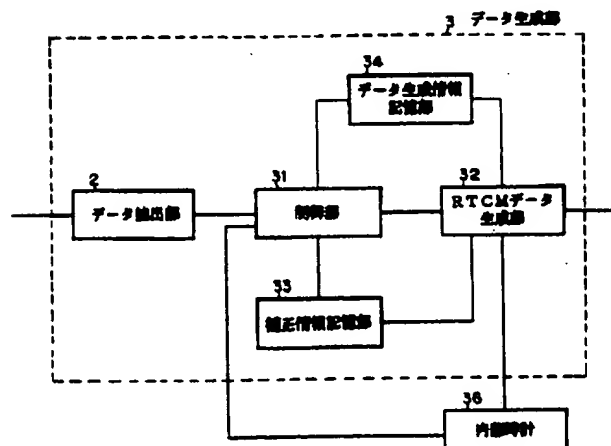 3 データ生成部
34
データ生成情報
記憶部
2
データ抽出部
31
制御部
32
RTCMデータ
生成部
33
補正情報記憶部
36
内部時計